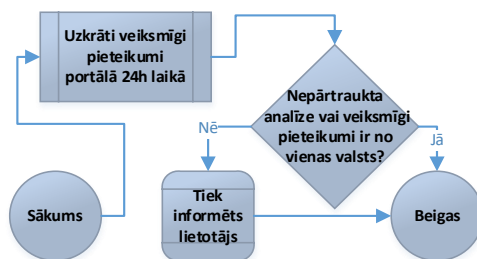 Uzkrāti veiksmīgi
pieteikumi
portālā 24h laikā
Nepārtraukta
analīze vai veiksmīgi
pieteikumi ir no
vienas valsts?
Nē
Jā
Sākums
Tiek
informēts
lietotājs
Beigas